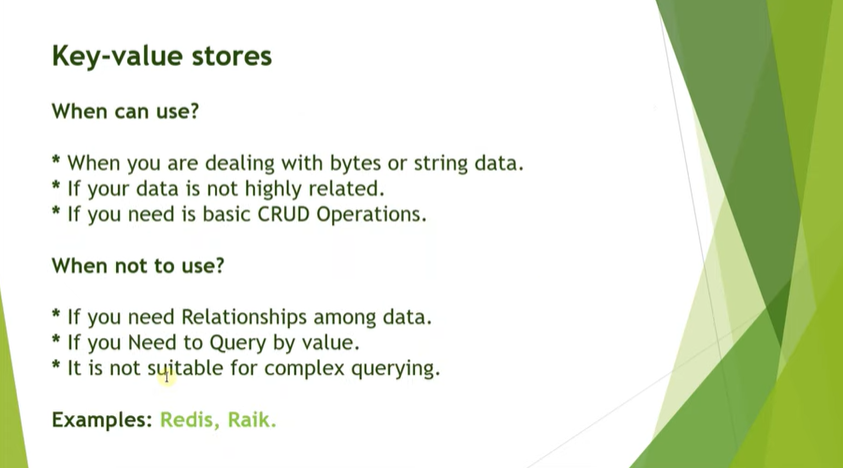 Key-value stores
When can use?
* When you are dealing with bytes or string data.
* If your data is not highly related.
* If you need is basic CRUD Operations.
When not to use?
* If you need Relationships among data.
* If you Need to Query by value.
* It is not suitable for complex querying.
Examples: Redis, Raik.